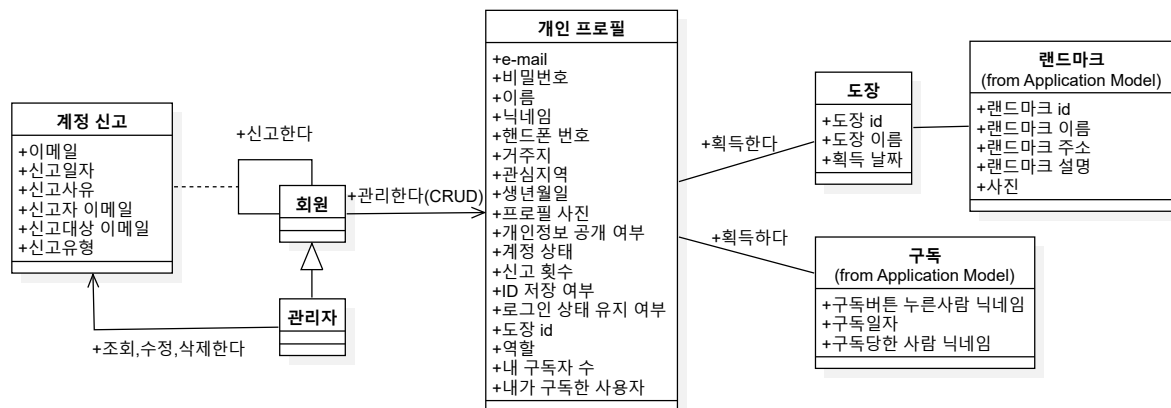 계정 신고
+이메일
+신고일자
+신고사유
+신고자 이메일
+신고대상 이메일
+신고유형
+신고한다
회원
+관리한다(CRUD)
관리자
+조회,수정,삭제한다
개인 프로필
+e-mail
+비밀번호
+이름
+닉네임
+핸드폰 번호
+거주지
+관심지역
+생년월일
+프로필 사진
+개인정보 공개 여부
+계정 상태
+신고 횟수
+ID 저장 여부
+로그인 상태 유지 여부
+도장 id
+역할
+내 구독자 수
+내가 구독한 사용자
+획득한다
도장
+도장 id
+도장 이름
+획득 날짜
랜드마크
(from Application Model)
+랜드마크 id
+랜드마크 이름
+랜드마크 주소
+랜드마크 설명
+사진
+획득하다
구독
(from Application Model)
+구독버튼 누른사람 닉네임
+구독일자
+구독당한 사람 닉네임